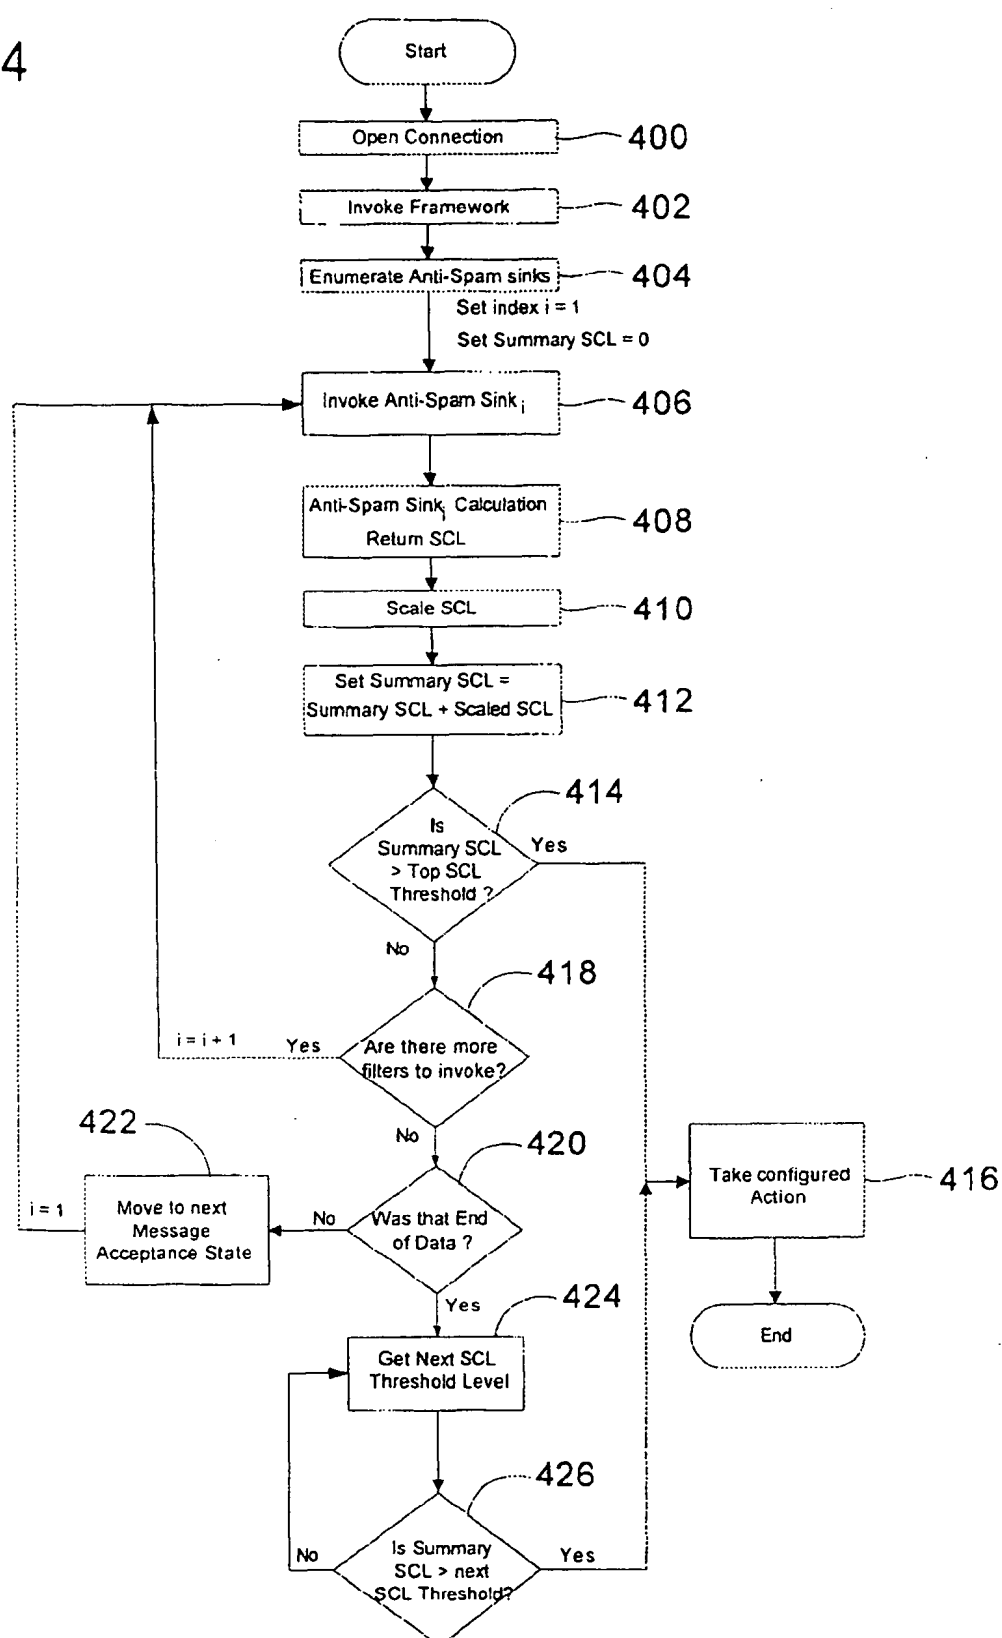 4
Start
Open Connection
400
Invoke Framework
402
Enumerate Anti-Spam sinks
404
Set index i = 1
Set Summary SCL = 0
Invoke Anti-Spam Sink i
406
Anti-Spam Sink i Calculation
Return SCL
408
Scale SCL
410
Set Summary SCL =
Summary SCL + Scaled SCL
412
414
Is
Summary SCL
> Top SCL
Threshold ?
Yes
No
418
Are there more
filters to invoke?
Yes
i = i + 1
No
420
Was that End
of Data ?
No
422
Move to next
Message
Acceptance State
i = 1
Take configured
Action
416
End
Yes
424
Get Next SCL
Threshold Level
426
Is Summary
SCL > next
SCL Threshold?
No
Yes